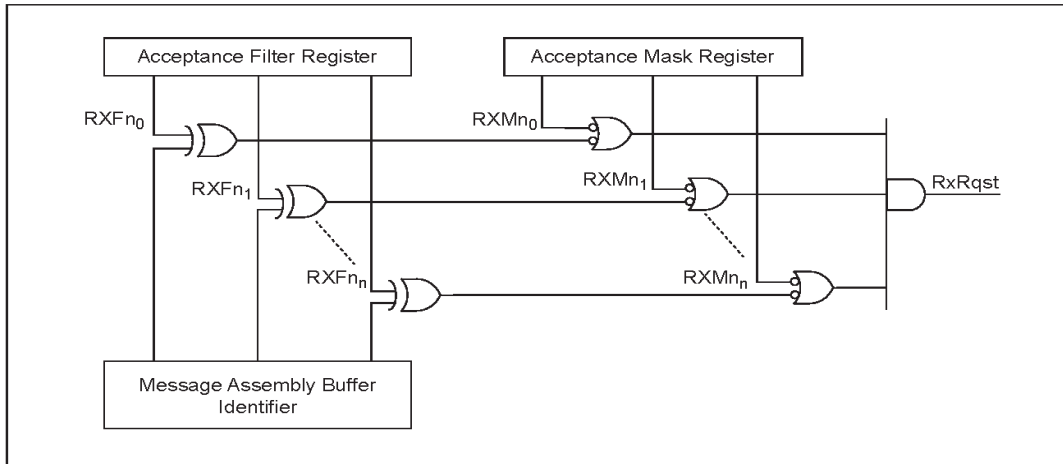 Acceptance Filter Register
Acceptance Mask Register
RXFn0
RXMn0
RXFn1
RXMn1
RxRqst
RXFnn
RXMnn
Message Assembly Buffer
Identifier